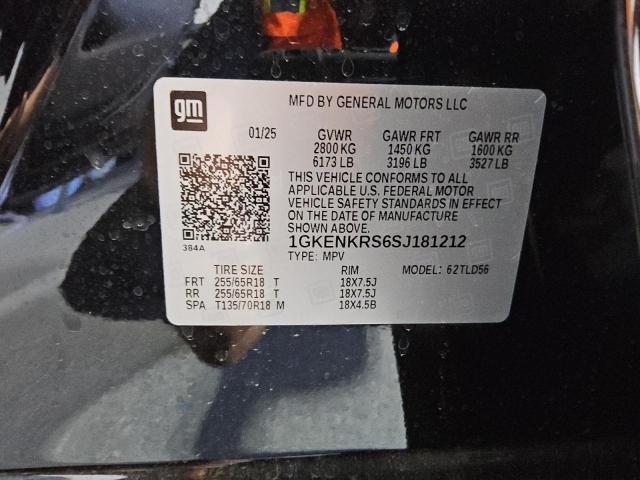 gm
MFD BY GENERAL MOTORS LLC
01/25 GVWR GAWR FRT GAWR RR
2800 KG 1450 KG 1600 KG
6173 LB 3196 LB 3527 LB
THIS VEHICLE CONFORMS TO ALL
APPLICABLE U.S. FEDERAL MOTOR
VEHICLE SAFETY STANDARDS IN EFFECT
ON THE DATE OF MANUFACTURE
SHOWN ABOVE.
384A
1GKENKRS6SJ181212
TYPE: MPV
TIRE SIZE RIM MODEL: 62TLD56
FRT 255/65R18 T 18X7.5J
RR 255/65R18 T 18X7.5J
SPA T135/70R18 M 18X4.5B